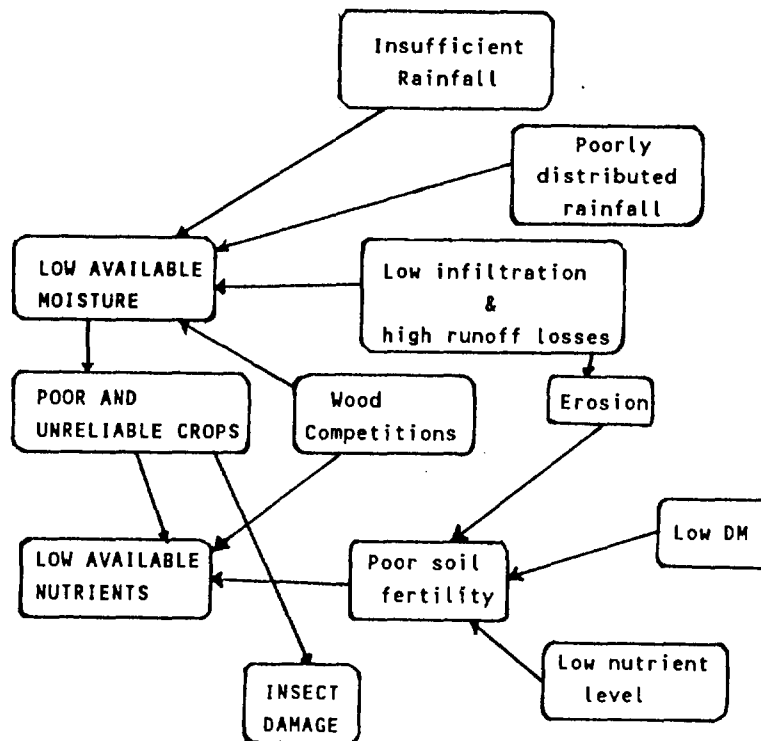 Insufficient
Rainfall
Poorly
distributed
rainfall
LOW AVAILABLE
MOISTURE
Low infiltration
&
high runoff losses
POOR AND
UNRELIABLE CROPS
Wood
Competitions
Erosion
LOW AVAILABLE
NUTRIENTS
Poor soil
fertility
Low DM
Low nutrient
level
INSECT
DAMAGE